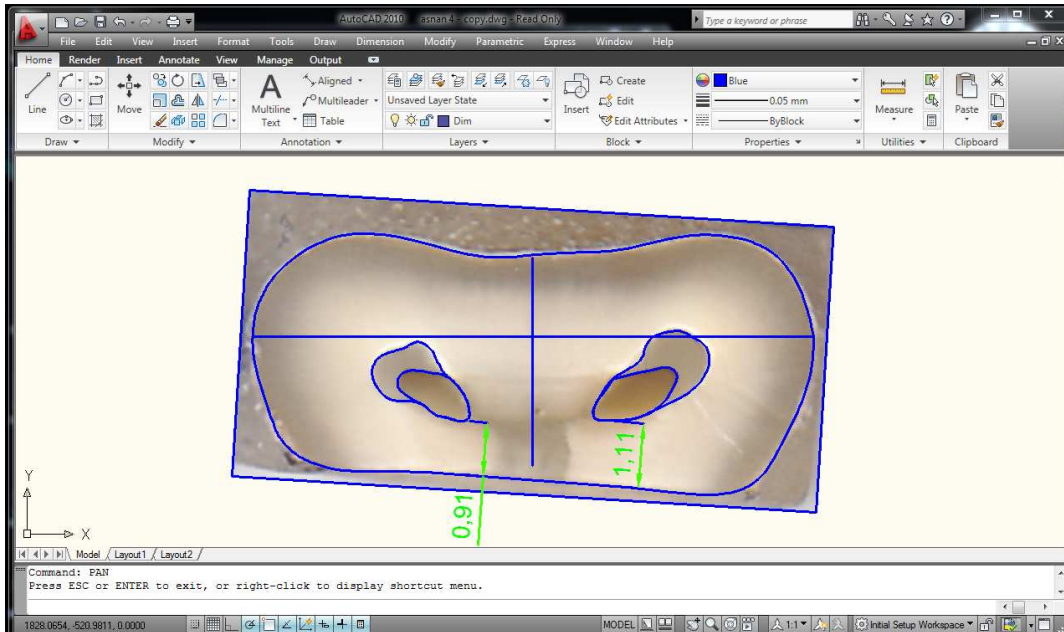 AutoCAD 2010 asnan 4 - copy.dwg - Read Only
Type a keyword or phrase
File Edit View Insert Format Tools Draw Dimension Modify Parametric Express Window Help
Home Render Insert Annotate View Manage Output
Line
Move
A
Multiline
Text
Aligned
Multileader
Table
Unsaved Layer State
Dim
Insert
Create
Edit
Edit Attributes
Blue
0.05 mm
ByBlock
Measure
Paste
Draw Modify Annotation Layers Block Properties Utilities Clipboard
0,91
1,11
Y
X
Model Layout1 Layout2
Command: PAN
Press ESC or ENTER to exit, or right-click to display shortcut menu.
1828.0654, -520.9811, 0.0000
MODEL
1:1
Initial Setup Workspace